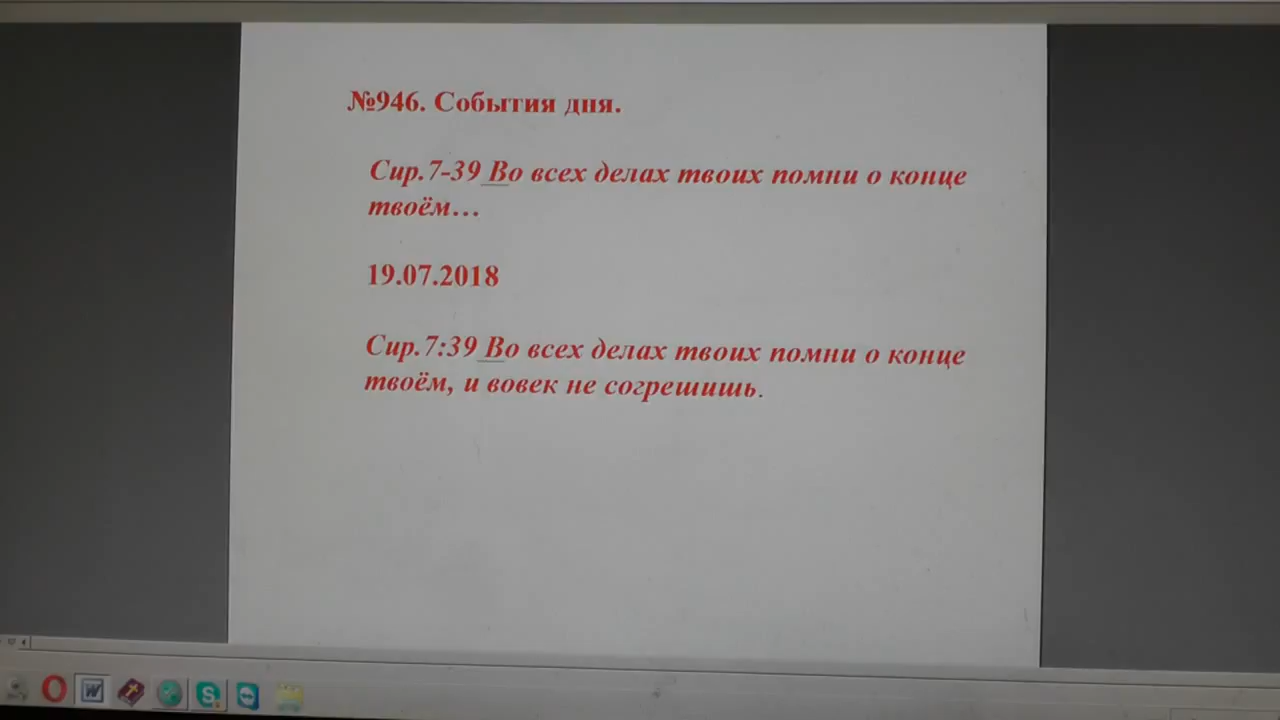 №946. События дня.
Сир.7-39 Во всех делах твоих помни о конце
твоём…
19.07.2018
Сир.7:39 Во всех делах твоих помни о конце
твоём, и вовек не согрешишь.